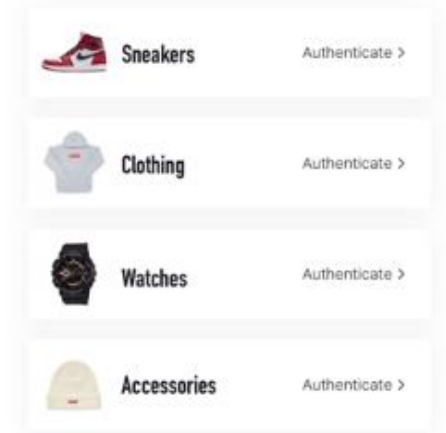 Sneakers Authenticate >
Clothing Authenticate >
Watches Authenticate >
Accessories Authenticate >